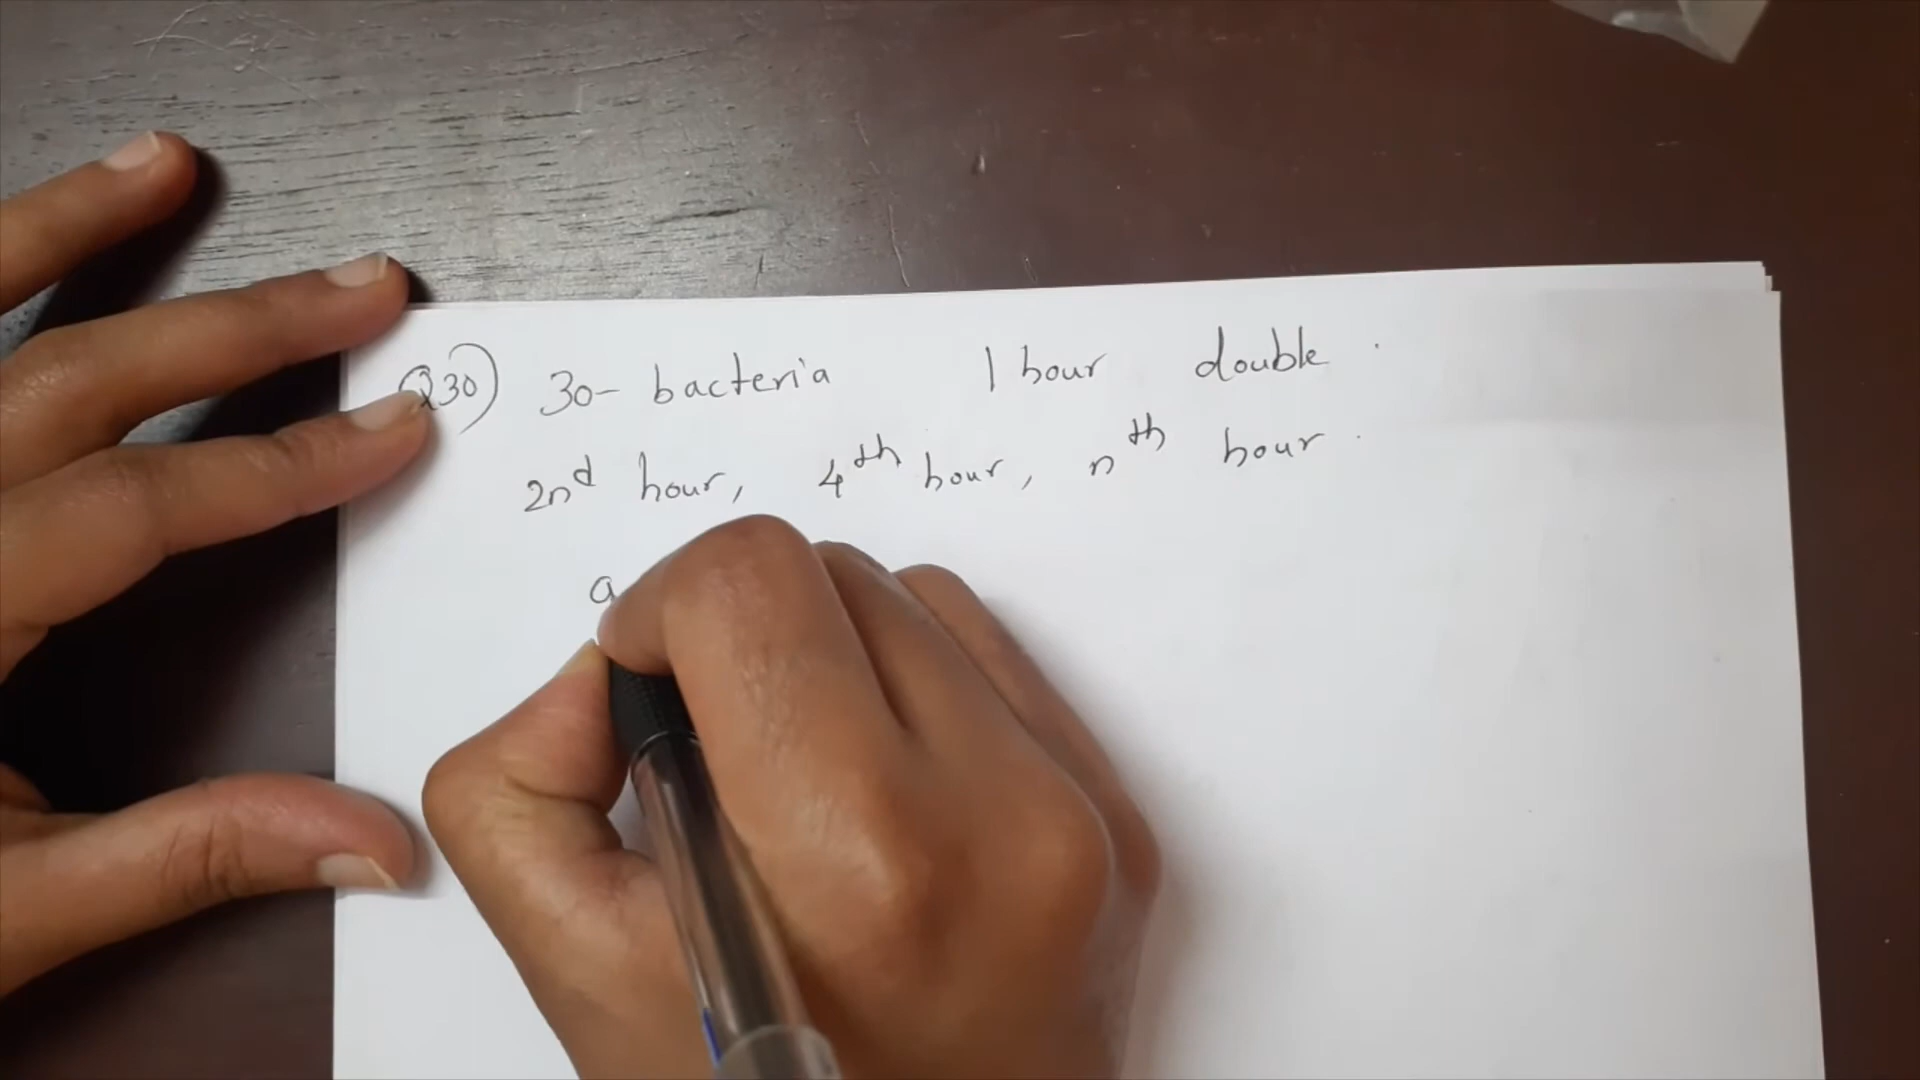 Q30) 30- bacteria 1 hour double.
2nd hour, 4th hour, nth hour.
a